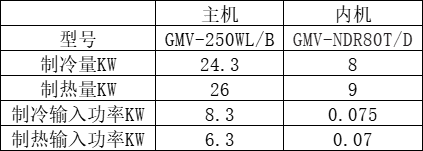 主机 内机
型号 GMV-250WL/B GMV-NDR80T/D
制冷量KW 24.3 8
制热量KW 26 9
制冷输入功率KW 8.3 0.075
制热输入功率KW 6.3 0.07